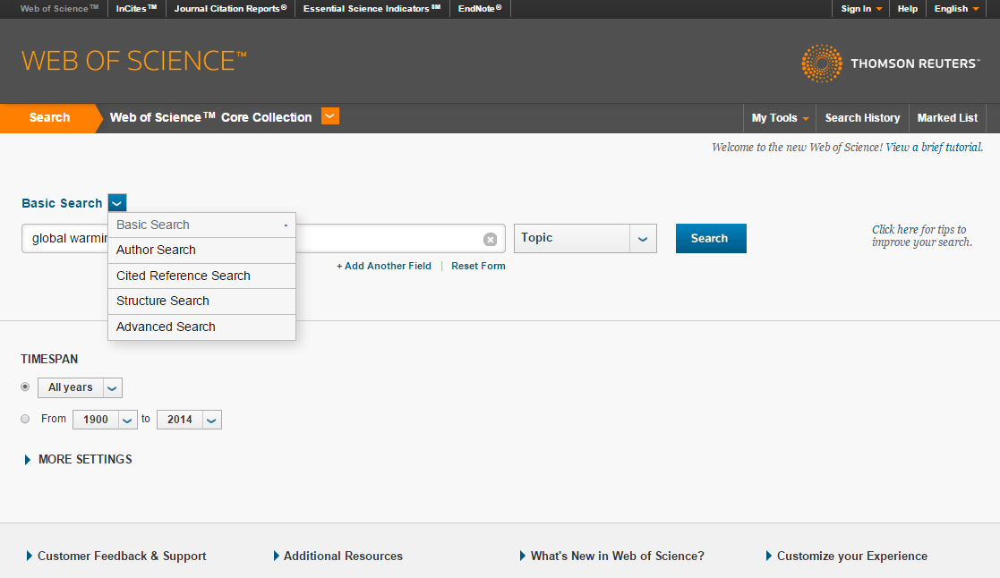 Web of Science™ InCites™ Journal Citation Reports® Essential Science Indicators℠ EndNote® Sign In Help English
WEB OF SCIENCE™
THOMSON REUTERS™
Search Web of Science™ Core Collection My Tools Search History Marked List
Welcome to the new Web of Science! View a brief tutorial.
Basic Search
Basic Search -
global warmin Topic Search
Click here for tips to
improve your search.
Author Search
+ Add Another Field | Reset Form
Cited Reference Search
Structure Search
Advanced Search
TIMESPAN
All years
From 1900 to 2014
MORE SETTINGS
Customer Feedback & Support Additional Resources What's New in Web of Science? Customize your Experience